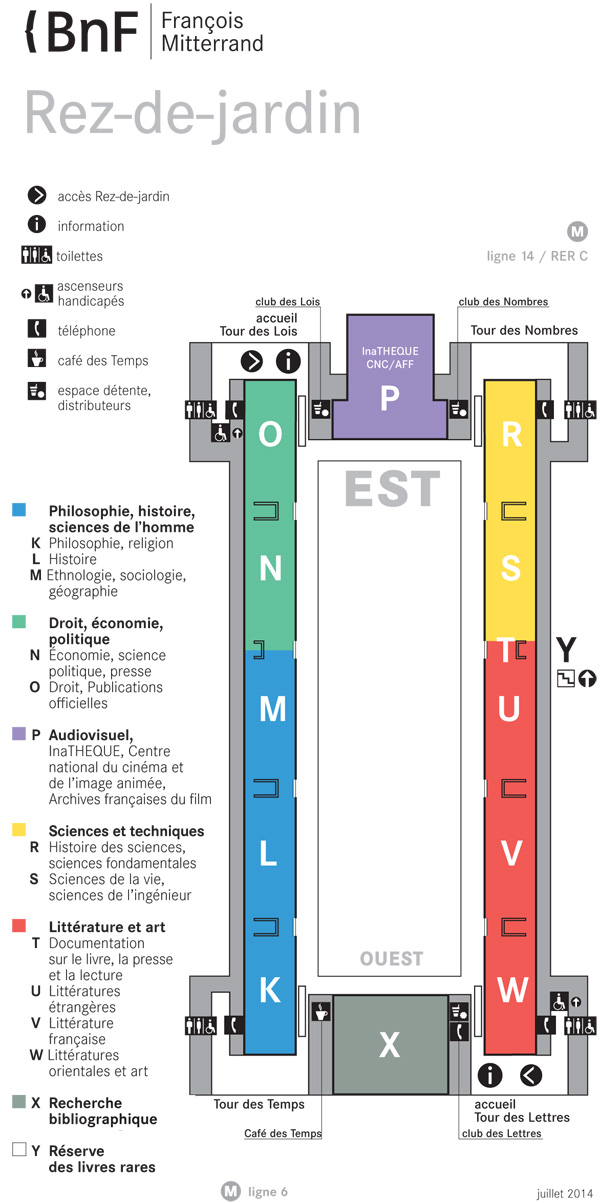 BnF
François
Mitterrand
Rez-de-jardin
accès Rez-de-jardin
information
toilettes
ascenseurs
handicapés
téléphone
café des Temps
espace détente,
distributeurs
M
ligne 14 / RER C
club des Lois
accueil
Tour des Lois
club des Nombres
Tour des Nombres
InaTHEQUE
CNC/AFF
P
O
R
EST
N
S
T
Y
M
U
L
V
OUEST
K
W
X
Philosophie, histoire,
sciences de l'homme
K Philosophie, religion
L Histoire
M Ethnologie, sociologie,
géographie
Droit, économie,
politique
N Économie, science
politique, presse
O Droit, Publications
officielles
P Audiovisuel,
InaTHEQUE, Centre
national du cinéma et
de l'image animée,
Archives françaises du film
Sciences et techniques
R Histoire des sciences,
sciences fondamentales
S Sciences de la vie,
sciences de l'ingénieur
Littérature et art
T Documentation
sur le livre, la presse
et la lecture
U Littératures
étrangères
V Littérature
française
W Littératures
orientales et art
X Recherche
bibliographique
Y Réserve
des livres rares
Tour des Temps
Café des Temps
accueil
Tour des Lettres
club des Lettres
M ligne 6
juillet 2014